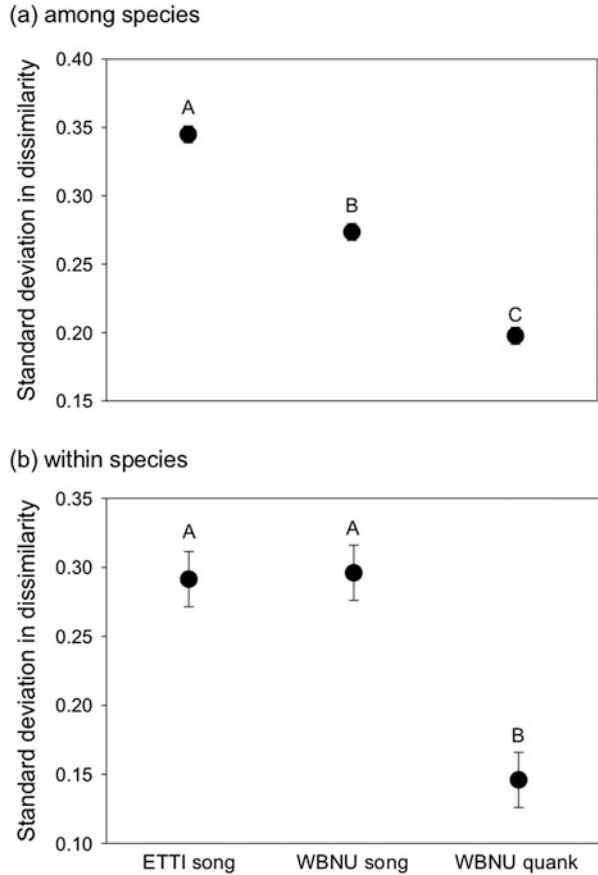 (a) among species
Standard deviation in dissimilarity
0.40
0.35
0.30
0.25
0.20
0.15
A
B
C
(b) within species
Standard deviation in dissimilarity
0.35
0.30
0.25
0.20
0.15
0.10
A
A
B
ETTI song
WBNU song
WBNU quank